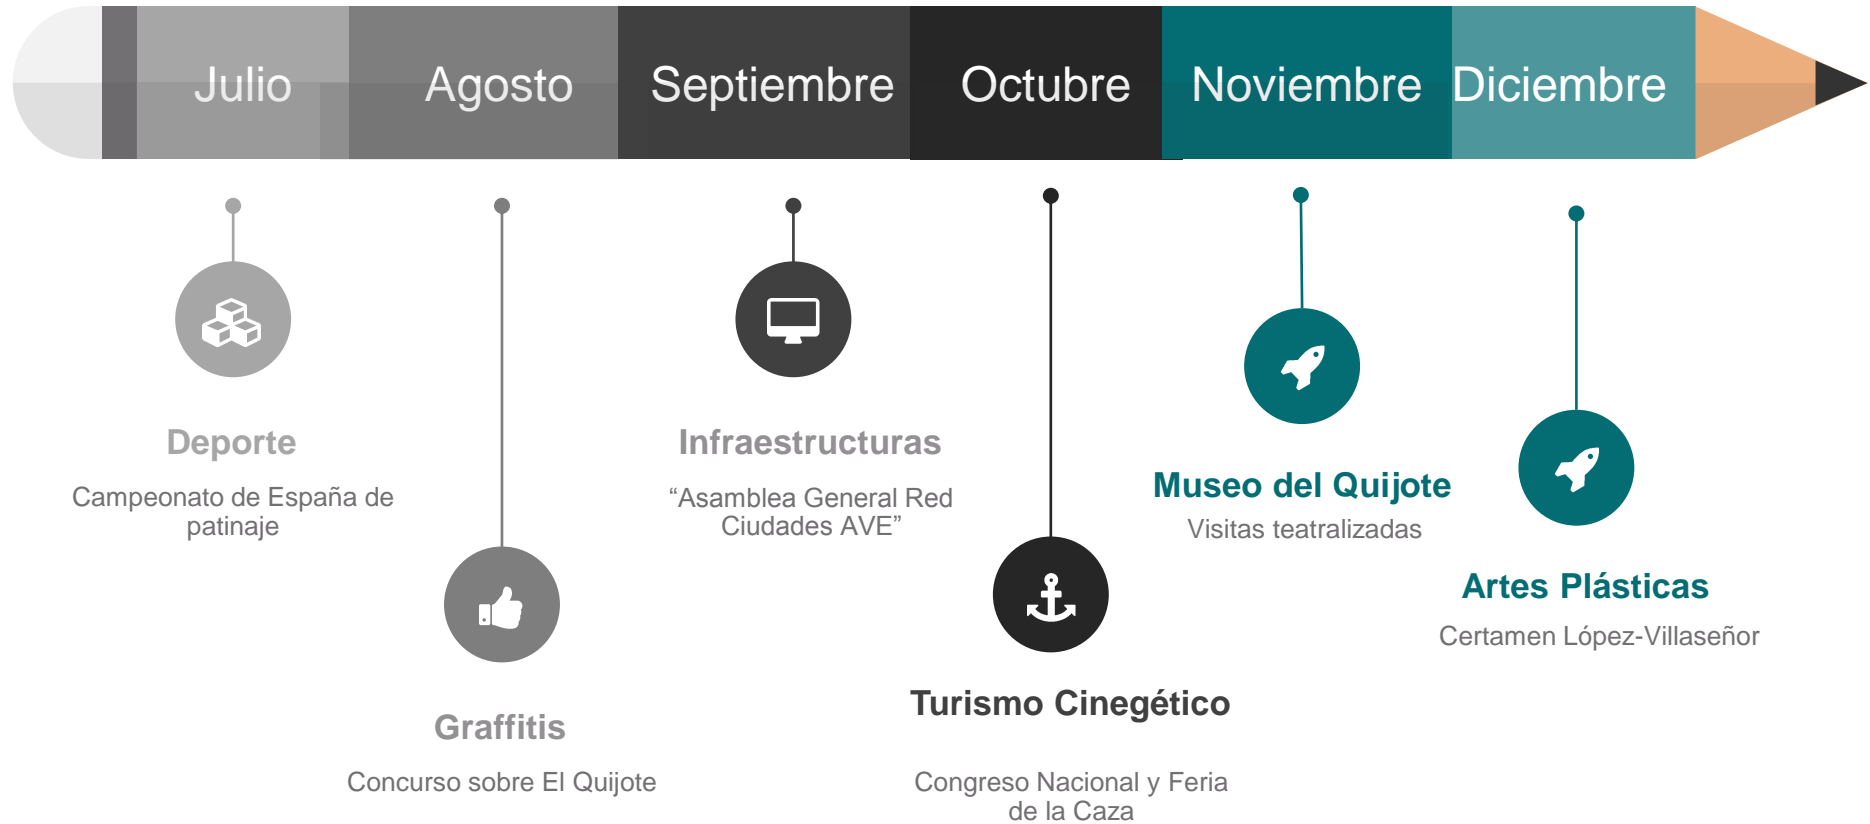 Julio
Agosto
Septiembre
Octubre
Noviembre
Diciembre
Deporte
Campeonato de España de
patinaje
Graffitis
Concurso sobre El Quijote
Infraestructuras
“Asamblea General Red
Ciudades AVE”
Turismo Cinegético
Congreso Nacional y Feria
de la Caza
Museo del Quijote
Visitas teatralizadas
Artes Plásticas
Certamen López-Villaseñor